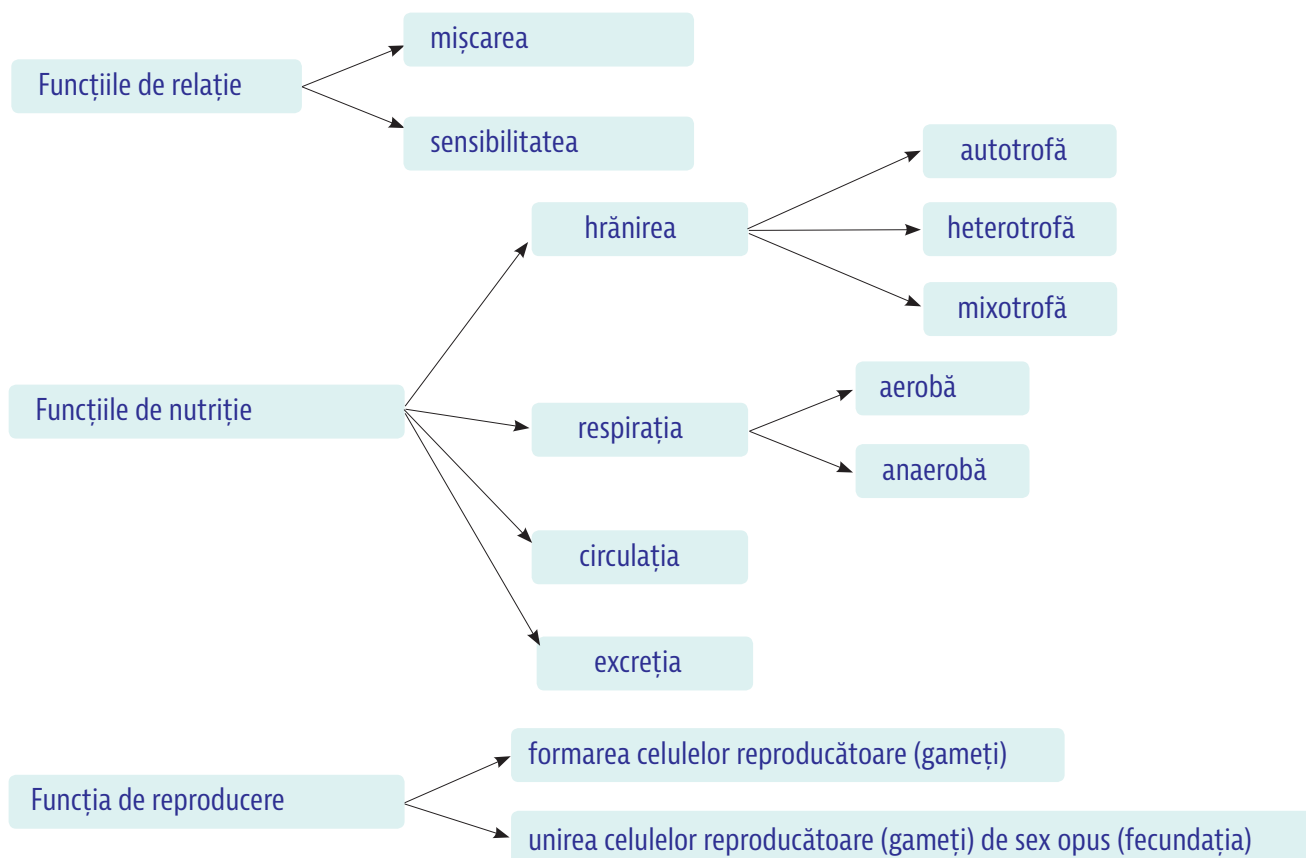 Funcțiile de relație
mișcarea
sensibilitatea
Funcțiile de nutriție
hrănirea
autotrofă
heterotrofă
mixotrofă
respirația
aerobă
anaerobă
circulația
excreția
Funcția de reproducere
formarea celulelor reproducătoare (gameți)
unirea celulelor reproducătoare (gameți) de sex opus (fecundația)